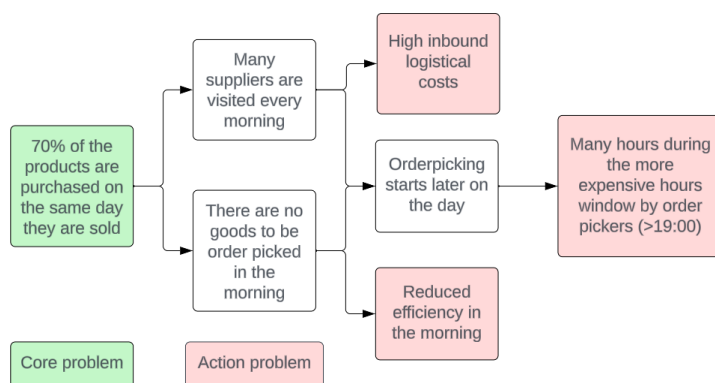 70% of the
products are
purchased on
the same day
they are sold
Many
suppliers are
visited every
morning
There are no
goods to be
order picked
in the
morning
High inbound
logistical
costs
Orderpicking
starts later on
the day
Reduced
efficiency in
the morning
Many hours during
the more
expensive hours
window by order
pickers (>19:00)
Core problem
Action problem